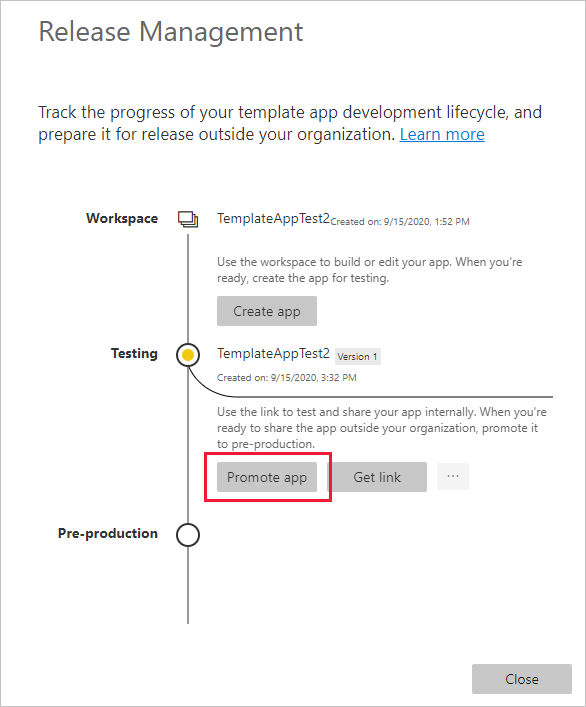 Release Management
Track the progress of your template app development lifecycle, and
prepare it for release outside your organization. Learn more
Workspace TemplateAppTest2 Created on: 9/15/2020, 1:52 PM
Use the workspace to build or edit your app. When you're
ready, create the app for testing.
Create app
Testing TemplateAppTest2 Version 1
Created on: 9/15/2020, 3:32 PM
Use the link to test and share your app internally. When you're
ready to share the app outside your organization, promote it
to pre-production.
Promote app Get link ...
Pre-production
Close